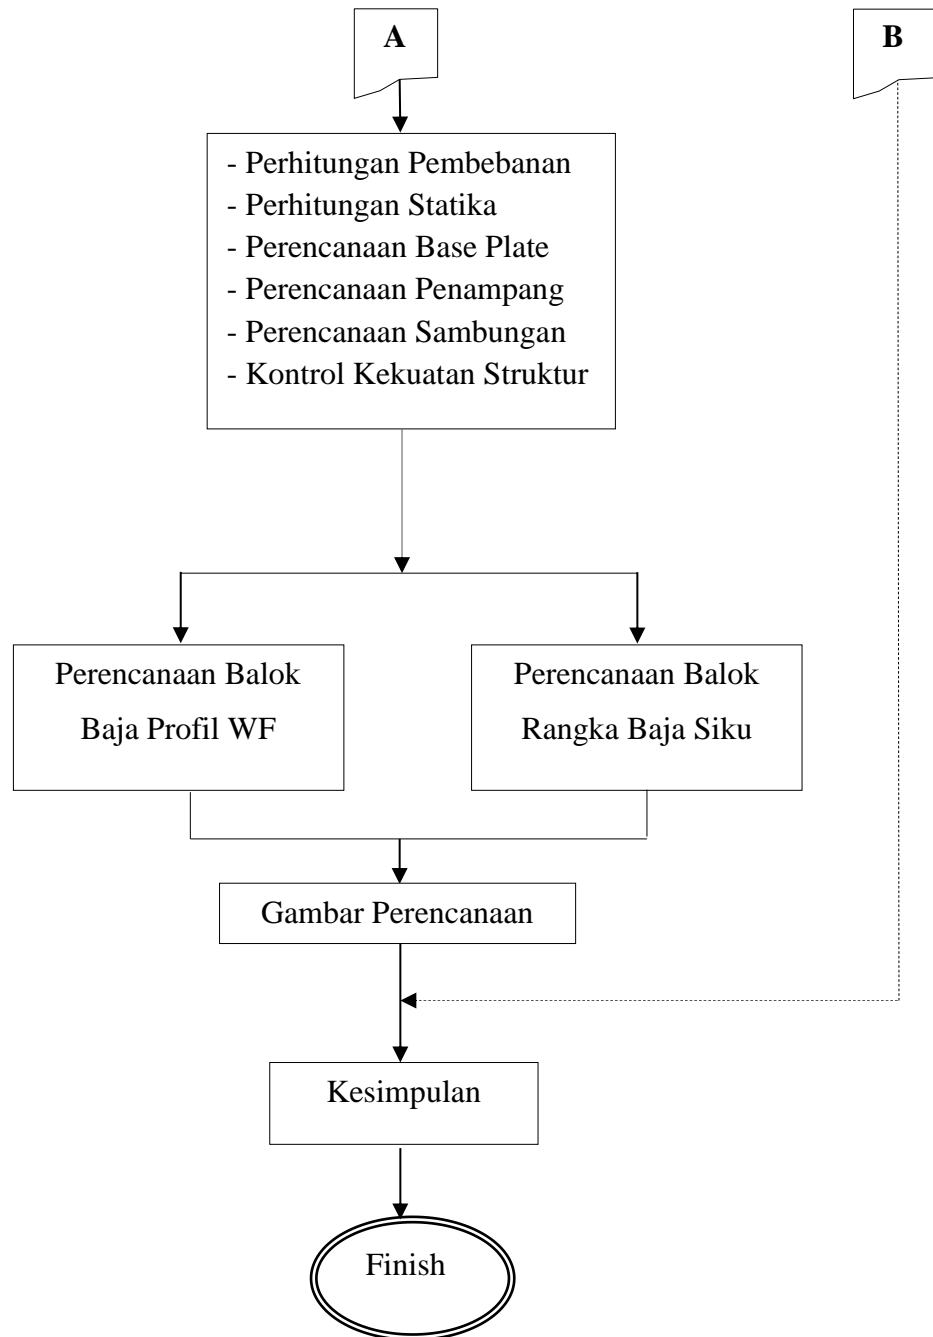 A
B
- Perhitungan Pembebanan
- Perhitungan Statika
- Perencanaan Base Plate
- Perencanaan Penampang
- Perencanaan Sambungan
- Kontrol Kekuatan Struktur
Perencanaan Balok
Baja Profil WF
Perencanaan Balok
Rangka Baja Siku
Gambar Perencanaan
Kesimpulan
Finish